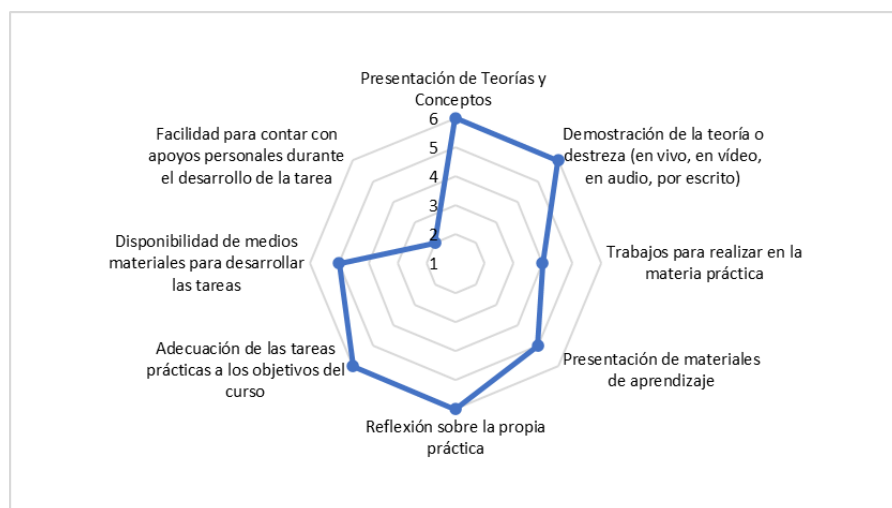 Presentación de Teorías y
Conceptos
Demostración de la teoría o
destreza (en vivo, en vídeo,
en audio, por escrito)
Trabajos para realizar en la
materia práctica
Presentación de materiales
de aprendizaje
Reflexión sobre la propia
práctica
Adecuación de las tareas
prácticas a los objetivos del
curso
Disponibilidad de medios
materiales para desarrollar
las tareas
Facilidad para contar con
apoyos personales durante
el desarrollo de la tarea
6
5
4
3
2
1